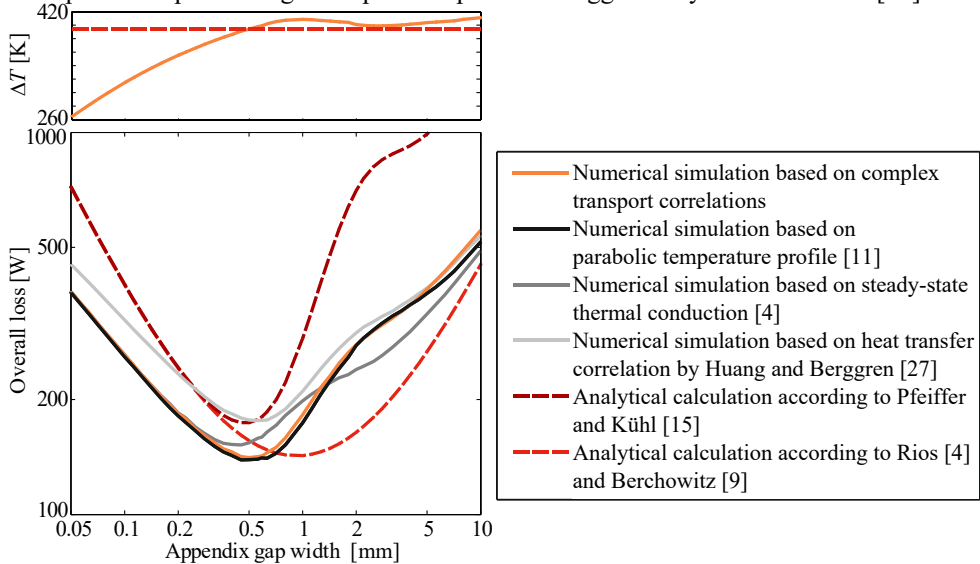 420
ΔT [K]
260
1000
500
200
100
Overall loss [W]
0.05 0.1 0.2 0.5 1 2 5 10
Appendix gap width [mm]
Numerical simulation based on complex
transport correlations
Numerical simulation based on
parabolic temperature profile [11]
Numerical simulation based on steady-state
thermal conduction [4]
Numerical simulation based on heat transfer
correlation by Huang and Berggren [27]
Analytical calculation according to Pfeiffer
and Kühl [15]
Analytical calculation according to Rios [4]
and Berchowitz [9]